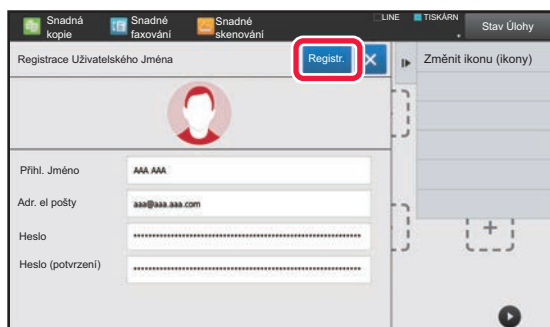 Snadná
kopie
Snadné
faxování
Snadné
skenování
LINE
TISKÁRN
Stav Úlohy
Registrace Uživatelského Jména
Registr.
Změnit ikonu (ikony)
Přihl. Jméno
AAA AAA
Adr. el pošty
aaa@aaa.aaa.com
Heslo
Heslo (potvrzení)